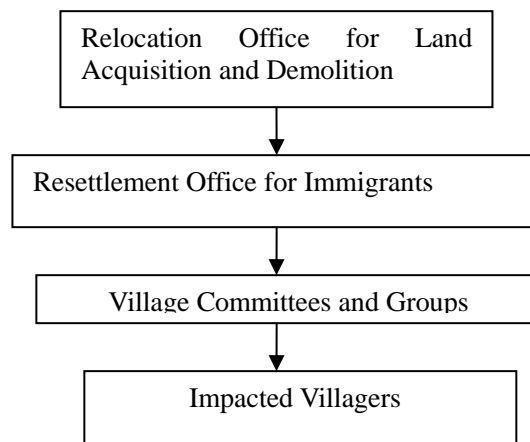 Relocation Office for Land
Acquisition and Demolition
Resettlement Office for Immigrants
Village Committees and Groups
Impacted Villagers